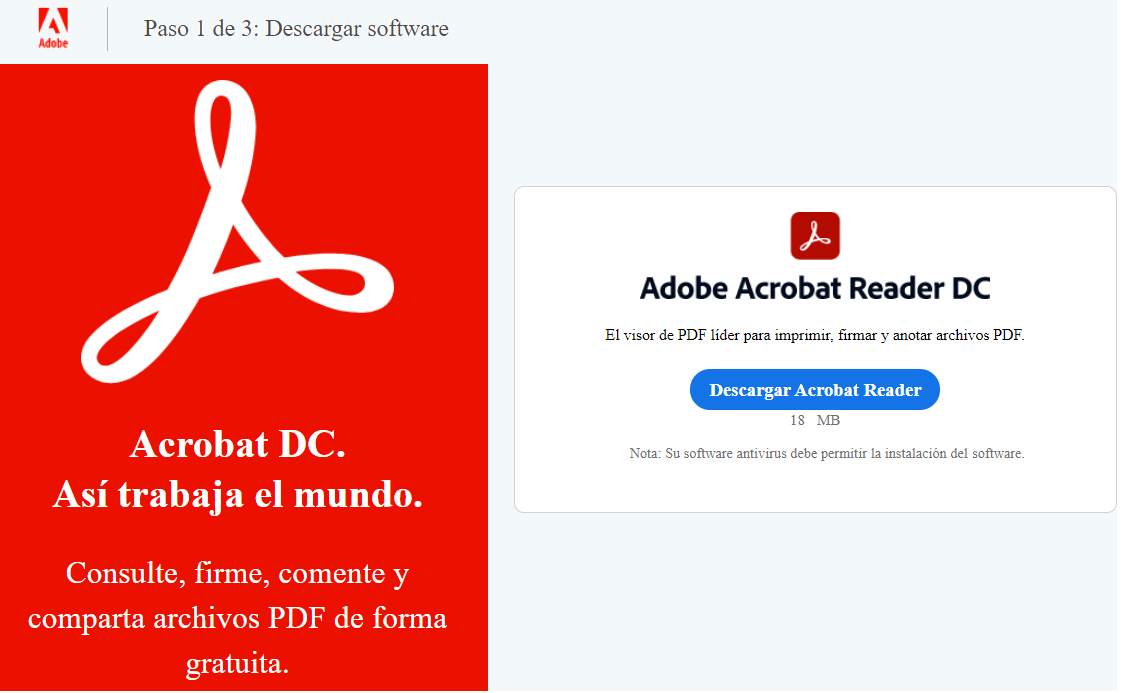 Adobe
Paso 1 de 3: Descargar software
Acrobat DC.
Así trabaja el mundo.
Consulte, firme, comente y
comparta archivos PDF de forma
gratuita.
Adobe Acrobat Reader DC
El visor de PDF líder para imprimir, firmar y anotar archivos PDF.
Descargar Acrobat Reader
18 MB
Nota: Su software antivirus debe permitir la instalación del software.